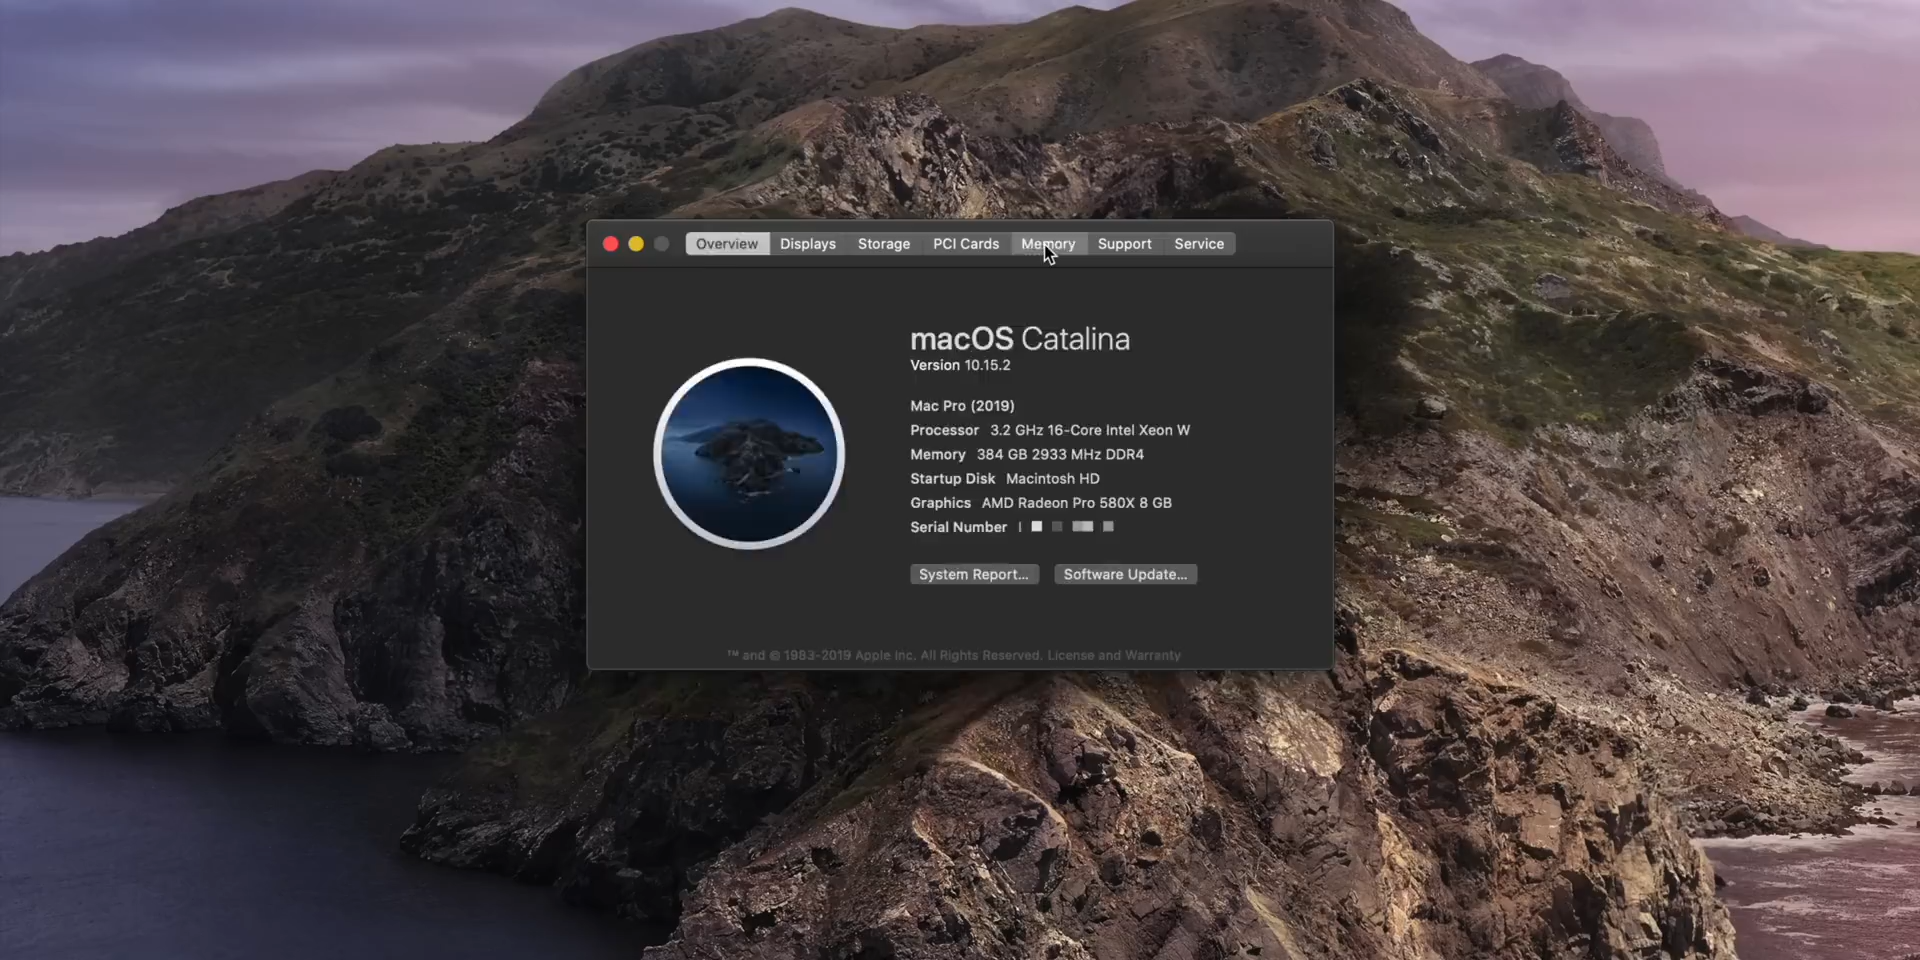 Overview Displays Storage PCI Cards Memory Support Service
macOS Catalina
Version 10.15.2
Mac Pro (2019)
Processor 3.2 GHz 16-Core Intel Xeon W
Memory 384 GB 2933 MHz DDR4
Startup Disk Macintosh HD
Graphics AMD Radeon Pro 580X 8 GB
Serial Number
System Report... Software Update...
™ and © 1983-2019 Apple Inc. All Rights Reserved. License and Warranty